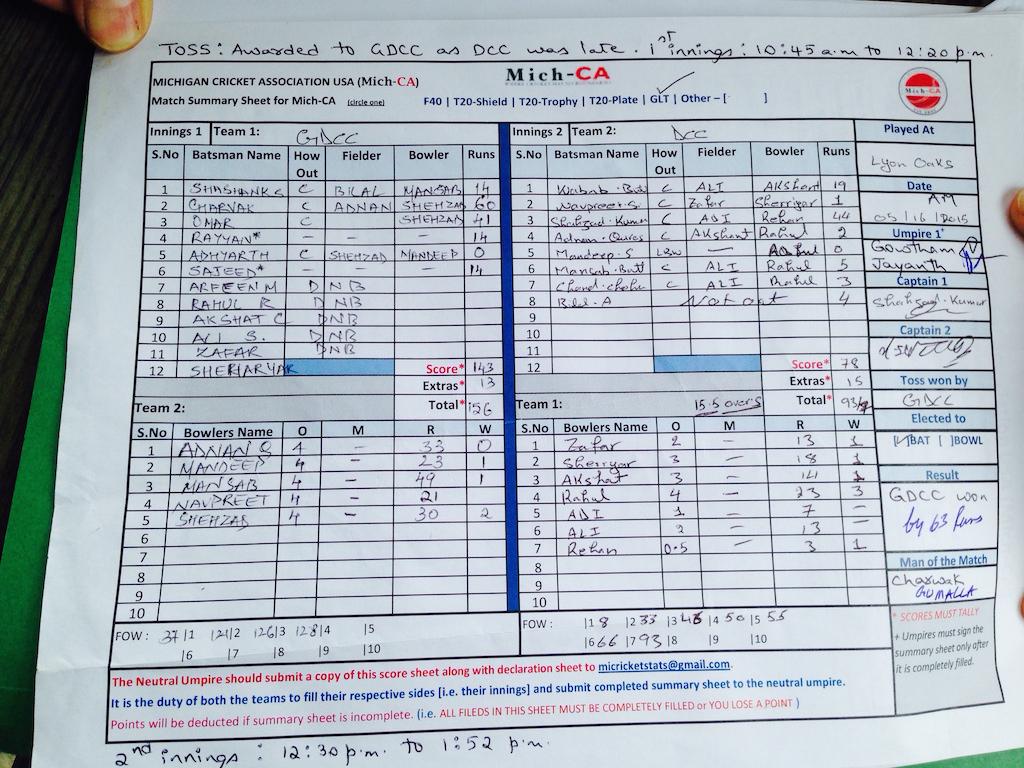 TOSS: Awarded to GDCC as DCC was late. 1st innings: 10:45 a.m to 12:20 p.m.
MICHIGAN CRICKET ASSOCIATION USA (Mich-CA) Mich-CA
Match Summary Sheet for Mich-CA (circle one) F40 | T20-Shield | T20-Trophy | T20-Plate | GLT | Other – [ ]
Innings 1 Team 1: GDCC
S.No Batsman Name How Out Fielder Bowler Runs
1 SHASHANK S C BILAL MANSAB 14
2 CHARVAK C ADNAN SHEHZAD 60
3 OMAR C SHEHZAD 41
4 RAYYAN* – – – 14
5 ADHYARTH C SHEHZAD MANDEEP 0
6 SAJEED* – – – 14
7 ARFEEN M DNB
8 RAHUL R DNB
9 AKSHAT C DNB
10 ALI S. DNB
11 ZAFAR DNB
12 SHERIARYAR
Score* 143
Extras* 13
Total* 156
Team 2:
S.No Bowlers Name O M R W
1 ADNAN Q 4 – 33 0
2 MANDEEP 4 – 23 1
3 MANSAB 4 – 49 1
4 NAVPREET 4 21
5 SHEHZAD 4 – 30 2
6
7
8
9
10
FOW: 37/1 121/2 126/3 128/4 |5
|6 |7 |8 |9 |10
Innings 2 Team 2: DCC
S.No Batsman Name How Out Fielder Bowler Runs
1 Wahab.Butt C ALI Akshant 19
2 Navpreet.S C Zafar Sherriyar 1
3 Shahzad.Kumar C ADI Rehan 44
4 Adnan.Qures C Akshant Rahul 2
5 Mandeep.S LBW — Rahul 0
6 Mansab.Butt C ALI Rahul 5
7 C ALI Rahul 3
8 Bilal.A Not out 4
9
10
11
12
Score* 78
Extras* 15
Team 1: 15.5 overs Total* 93/7
S.No Bowlers Name O M R W
1 Zafar 2 – 13 1
2 Sherriyar 3 – 18 1
3 Akshat 3 – 14 1
4 Rahul 4 – 23 3
5 ADI 1 – 7 –
6 ALI 2 – 13 –
7 Rehan 0.5 – 3 1
8
9
10
FOW: |1 8 |2 33 |3 |4 50 |5 55
|6 66 |7 93 |8 |9 |10
Mich-CA
Played At
Lyon Oaks
Date
AM
05/16/2015
Umpire 1
Gowtham
Jayanth
Captain 1
Shahzad.Kumar
Captain 2
Toss won by
GDCC
Elected to
[✓]BAT [ ]BOWL
Result
GDCC won
by 63 Runs
Man of the Match
Charwak
GUMALLA
* SCORES MUST TALLY
+ Umpires must sign the
summary sheet only after
it is completely filled.
The Neutral Umpire should submit a copy of this score sheet along with declaration sheet to micricketstats@gmail.com.
It is the duty of both the teams to fill their respective sides [i.e. their innings] and submit completed summary sheet to the neutral umpire.
Points will be deducted if summary sheet is incomplete. (i.e. ALL FILEDS IN THIS SHEET MUST BE COMPLETELY FILLED or YOU LOSE A POINT )
2nd innings: 12:30 p.m. to 1:52 p.m.